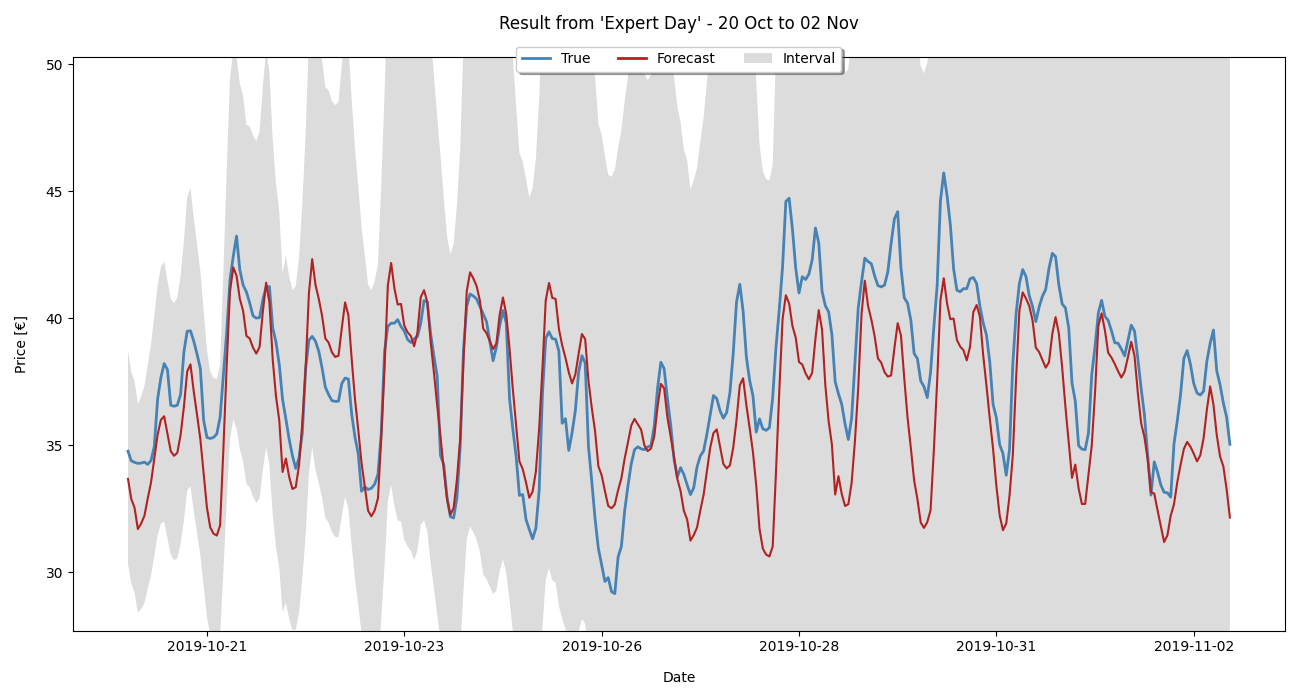 Result from 'Expert Day' - 20 Oct to 02 Nov
True Forecast Interval
50
45
40
35
30
Price [€]
2019-10-21 2019-10-23 2019-10-26 2019-10-28 2019-10-31 2019-11-02
Date